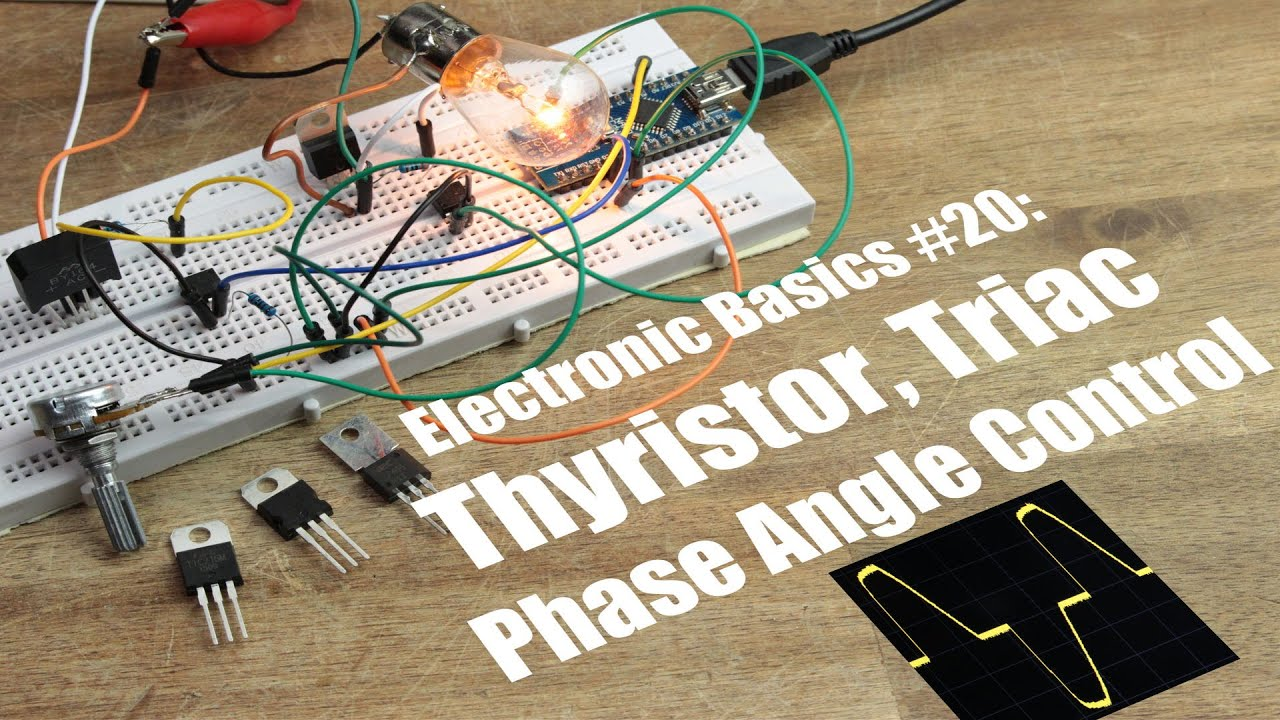 Electronic Basics #20:
Thyristor, Triac
Phase Angle Control